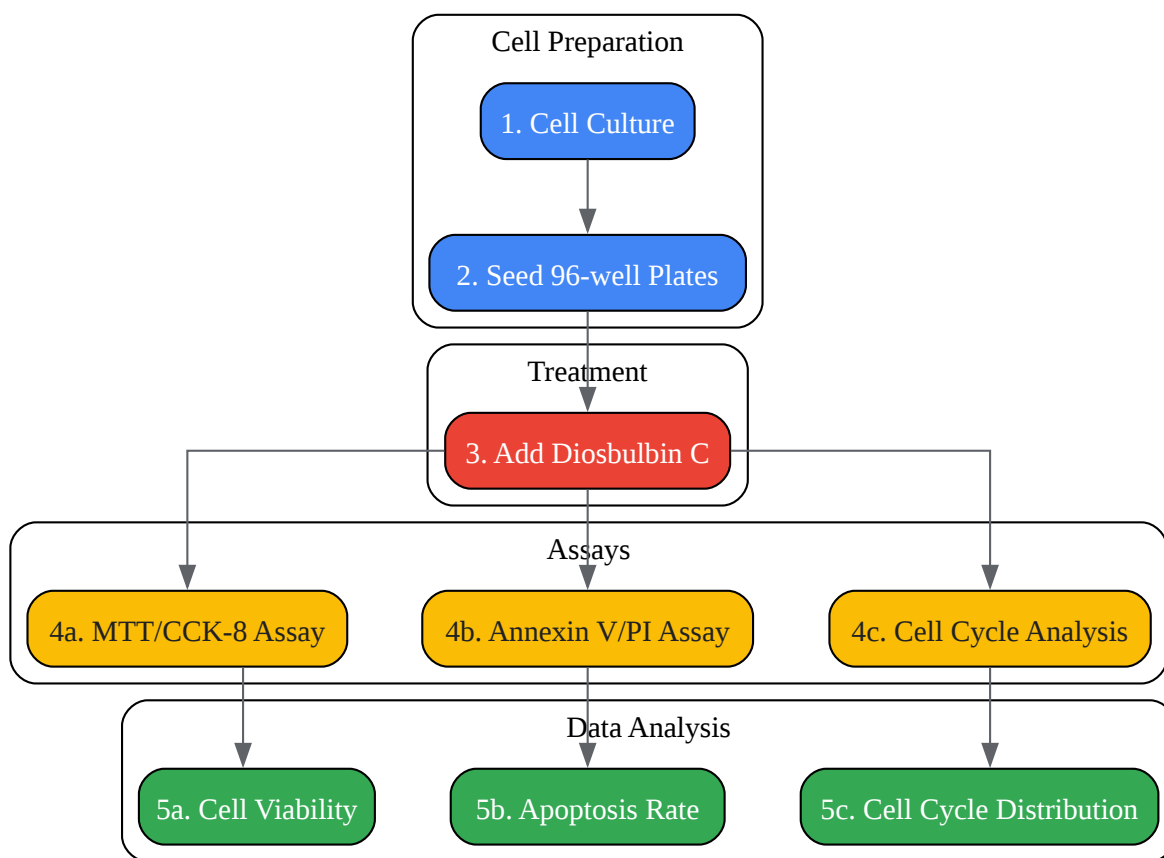 Cell Preparation
1. Cell Culture
2. Seed 96-well Plates
Treatment
3. Add Diosbulbin C
Assays
4a. MTT/CCK-8 Assay
4b. Annexin V/PI Assay
4c. Cell Cycle Analysis
Data Analysis
5a. Cell Viability
5b. Apoptosis Rate
5c. Cell Cycle Distribution